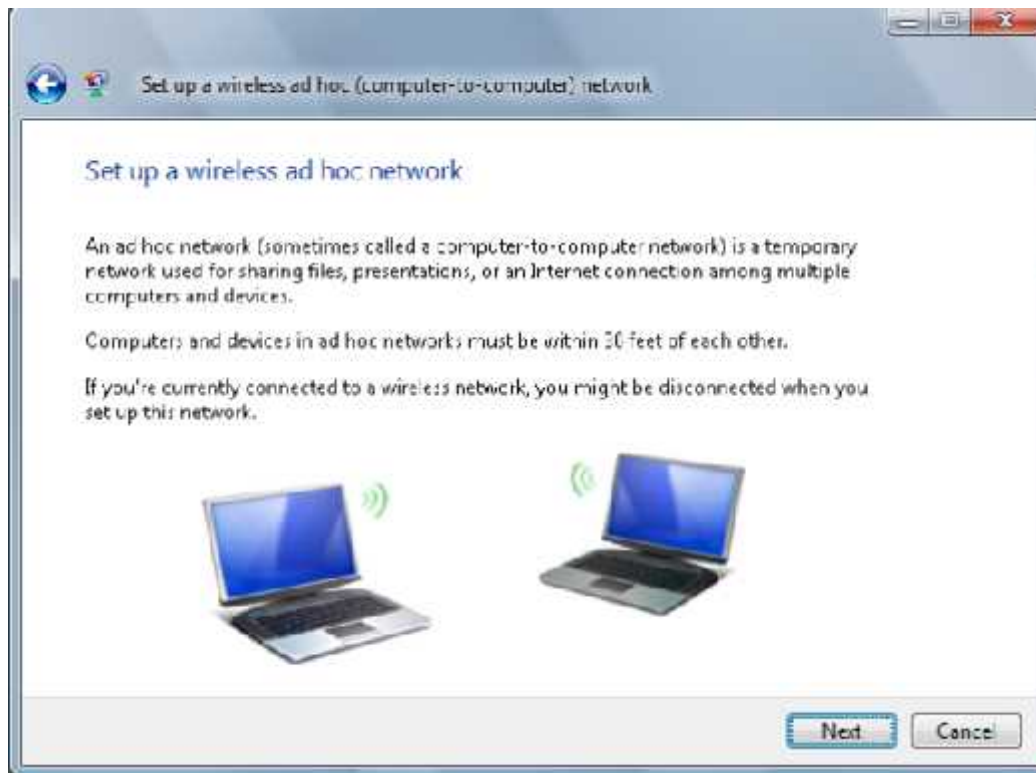 Set up a wireless ad hoc (computer-to-computer) network
Set up a wireless ad hoc network
An ad hoc network (sometimes called a computer-to-computer network) is a temporary
network used for sharing files, presentations, or an Internet connection among multiple
computers and devices.
Computers and devices in ad hoc networks must be within 30 feet of each other.
If you're currently connected to a wireless network, you might be disconnected when you
set up this network.
Next Cancel